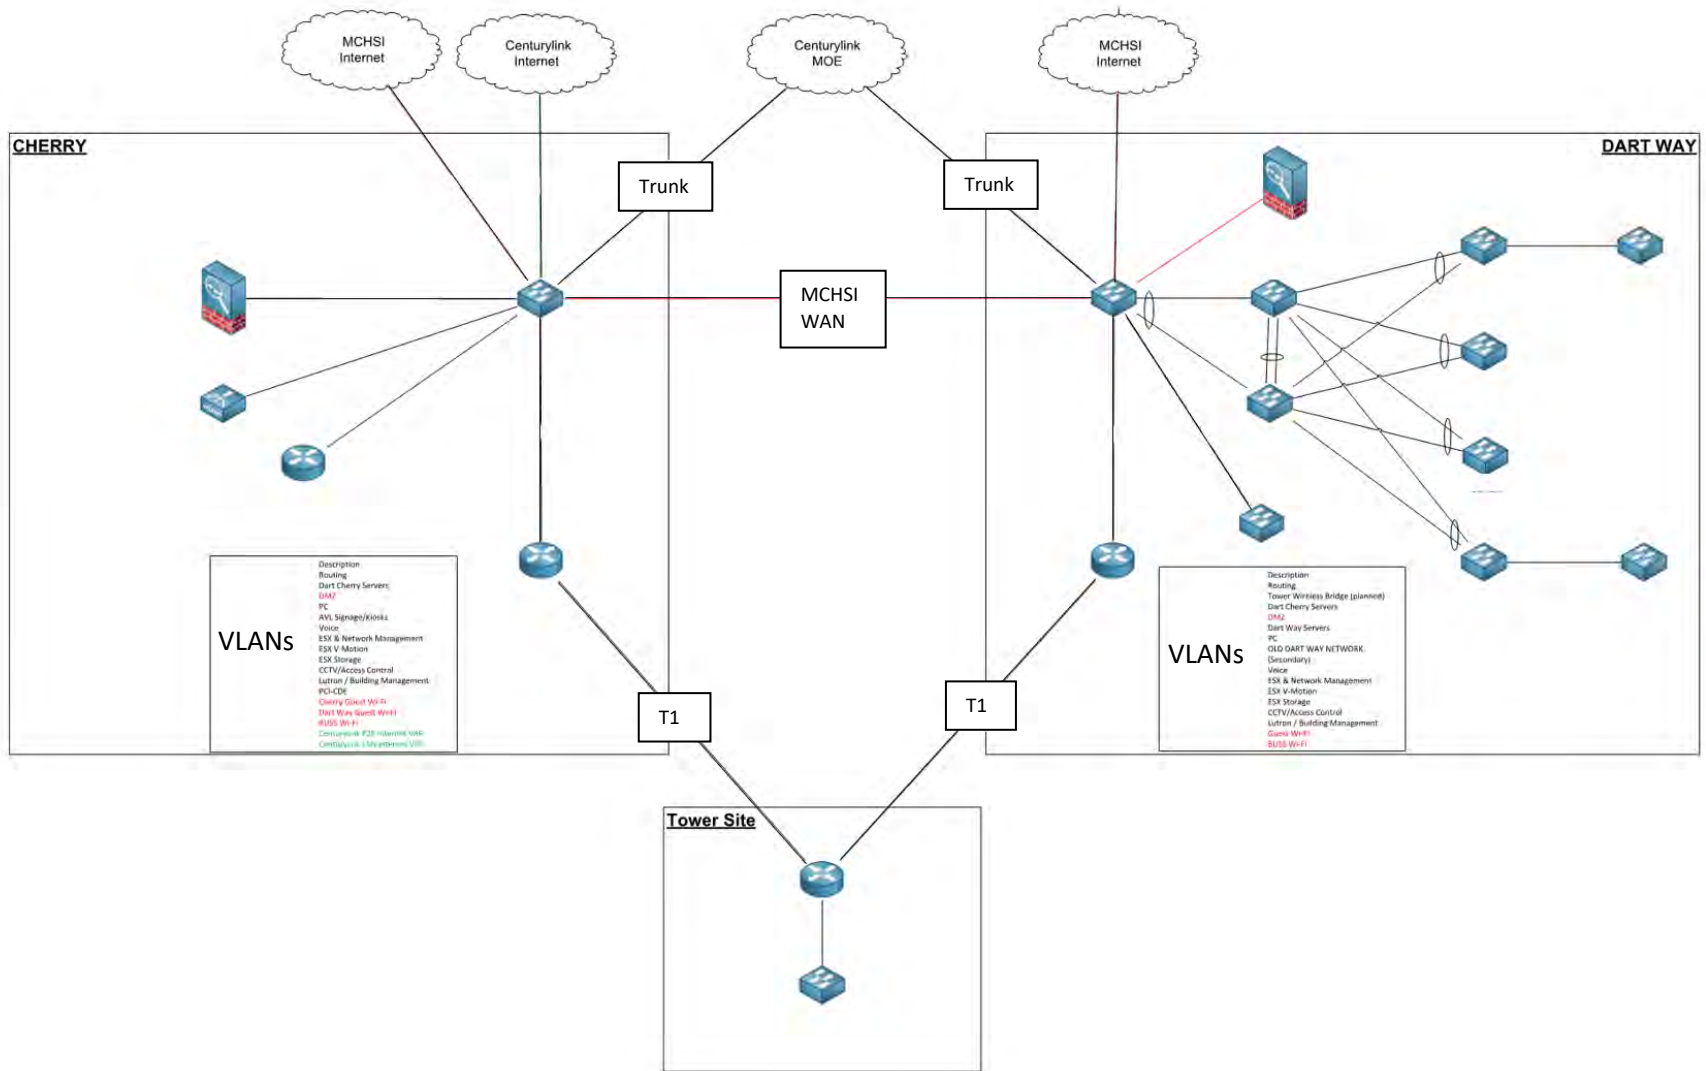 MCHSI
Internet
Centurylink
Internet
Centurylink
MOE
MCHSI
Internet
CHERRY
DART WAY
Trunk
Trunk
MCHSI
WAN
VLANs
Description
Routing
Dart Cherry Servers
DMZ
PC
AVL Signage/Kiosks
Voice
ESX & Network Management
ESX V-Motion
ESX Storage
CCTV/Access Control
Lutron / Building Management
PCI-CDE
Cherry Guest Wi-Fi
Dart Way Guest Wi-Fi
BUSS Wi-Fi
Centurylink
Centurylink
VLANs
Description
Routing
Tower Wireless Bridge (planned)
Dart Cherry Servers
DMZ
Dart Way Servers
PC
OLD DART WAY NETWORK
(Secondary)
Voice
ESX & Network Management
ESX V-Motion
ESX Storage
CCTV/Access Control
Lutron / Building Management
Guest Wi-Fi
BUSS Wi-Fi
T1
T1
Tower Site